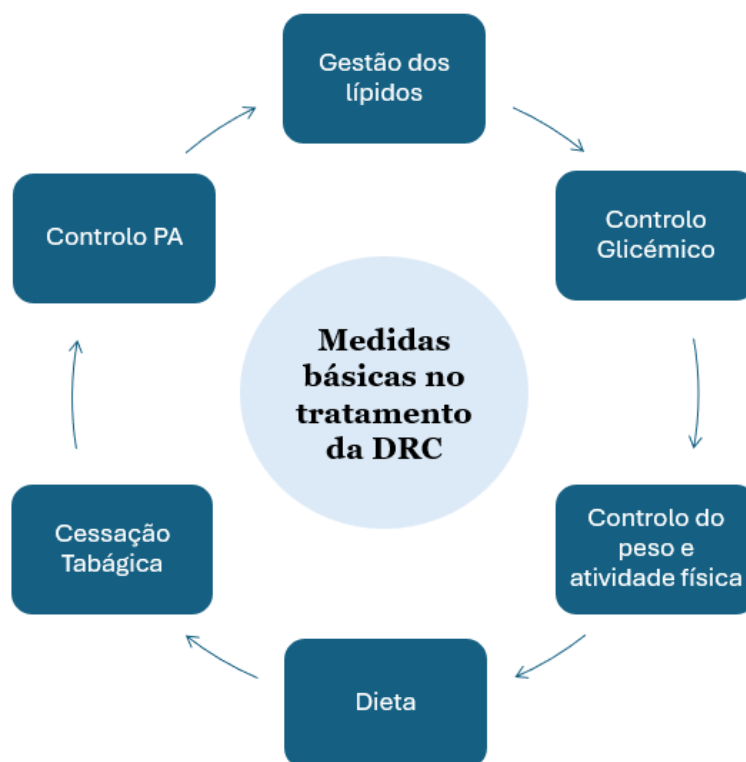 Gestão dos
lípidos
Controlo
Glicémico
Controlo do
peso e
atividade física
Dieta
Cessação
Tabágica
Controlo PA
Medidas
básicas no
tratamento
da DRC